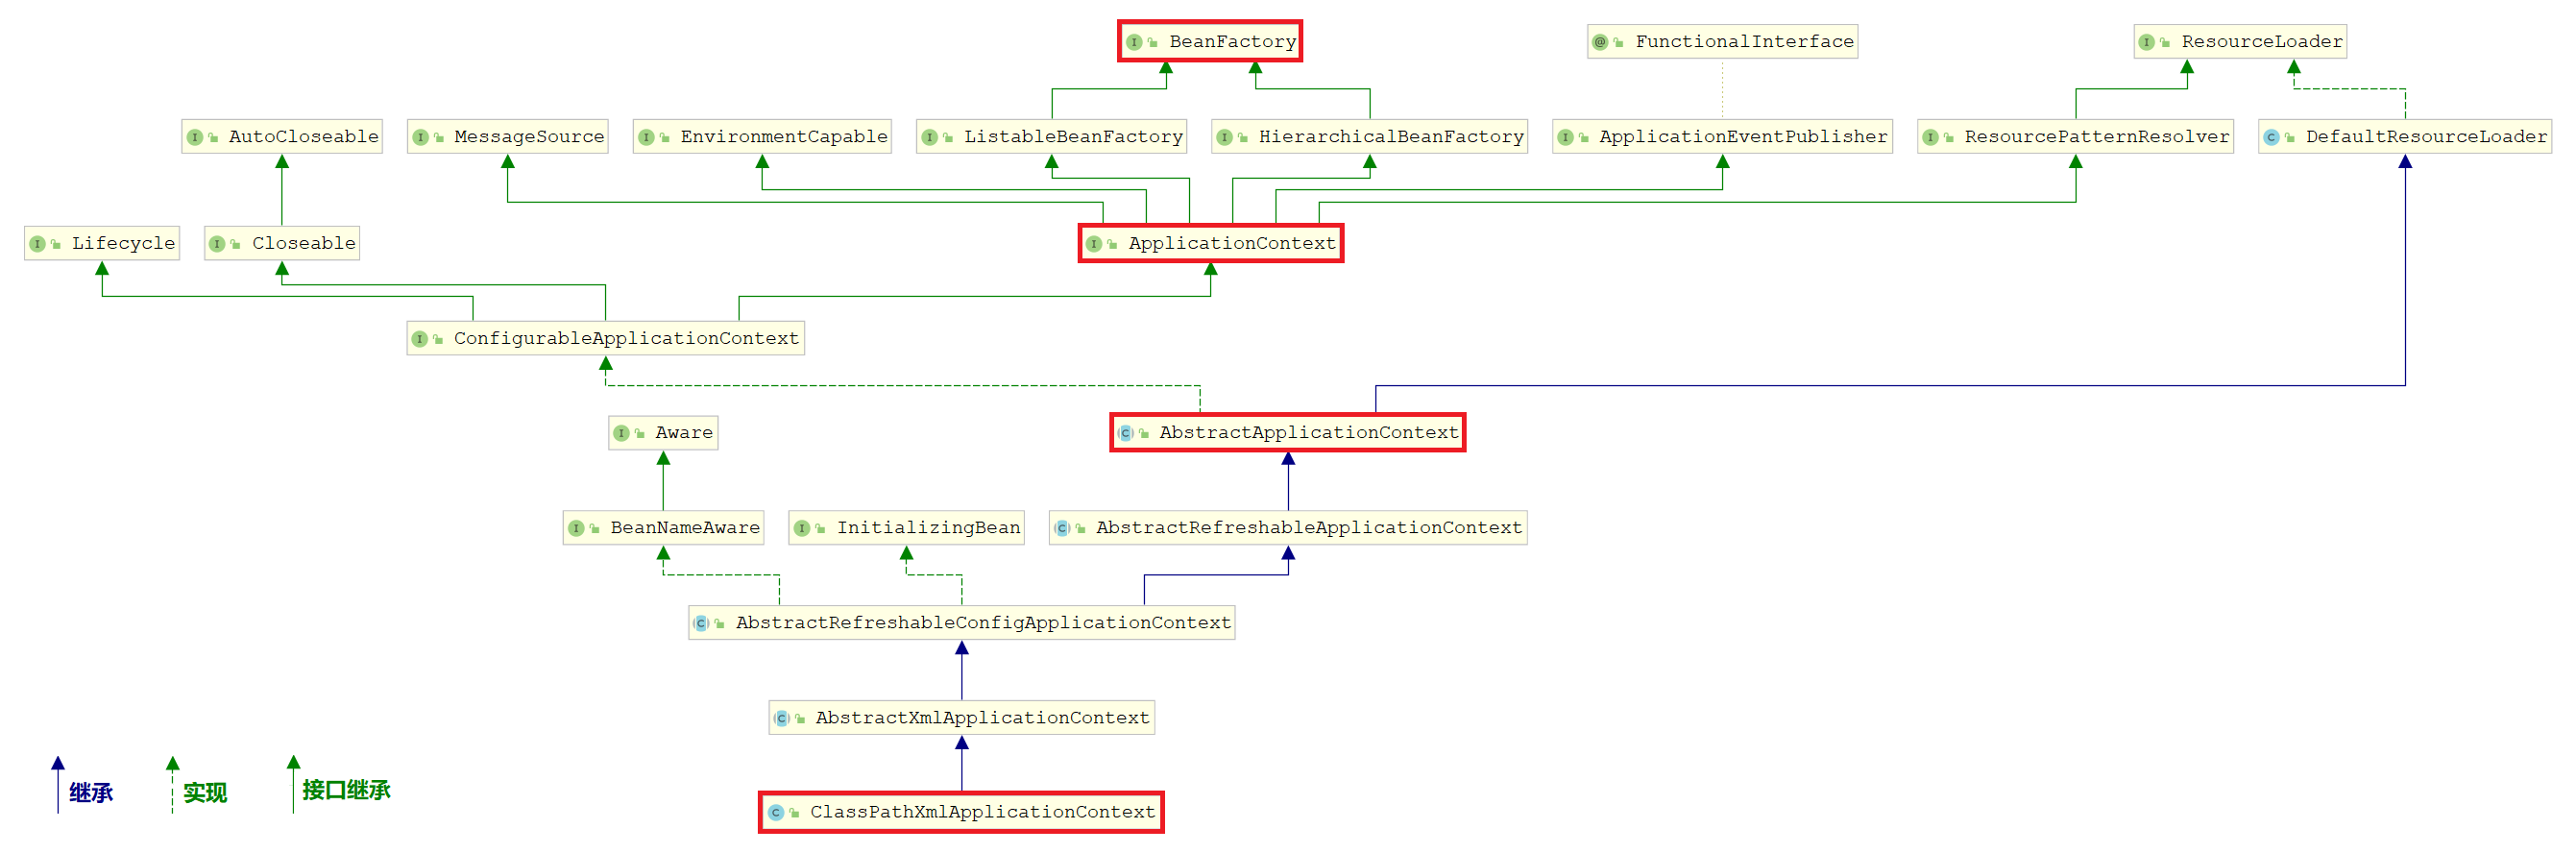 BeanFactory
FunctionalInterface
ResourceLoader
AutoCloseable
MessageSource
EnvironmentCapable
ListableBeanFactory
HierarchicalBeanFactory
ApplicationEventPublisher
ResourcePatternResolver
DefaultResourceLoader
Lifecycle
Closeable
ApplicationContext
ConfigurableApplicationContext
Aware
AbstractApplicationContext
BeanNameAware
InitializingBean
AbstractRefreshableApplicationContext
AbstractRefreshableConfigApplicationContext
AbstractXmlApplicationContext
继承
实现
接口继承
ClassPathXmlApplicationContext